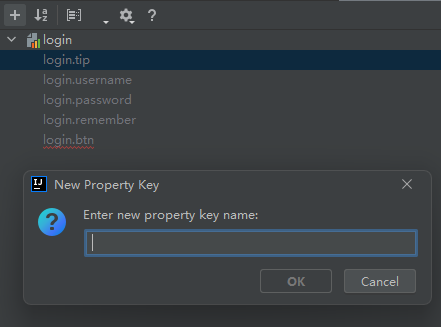 login
login.tip
login.username
login.password
login.remember
login.btn
New Property Key
Enter new property key name:
OK
Cancel